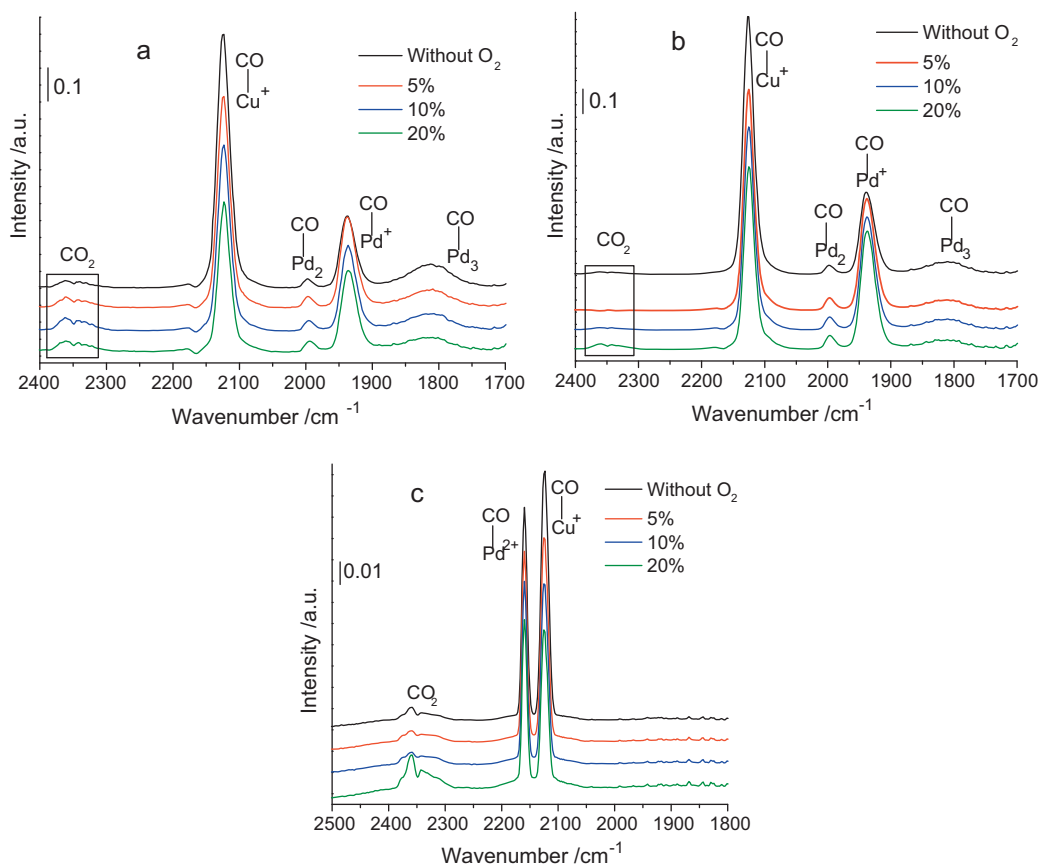 a
CO
Cu⁺
0.1
Without O₂
5%
10%
20%
CO₂
CO
Pd₂
CO
Pd⁺
CO
Pd₃
Intensity /a.u.
2400 2300 2200 2100 2000 1900 1800 1700
Wavenumber /cm⁻¹
b
CO
Cu⁺
0.1
Without O₂
5%
10%
20%
CO₂
CO
Pd₂
CO
Pd⁺
CO
Pd₃
Intensity /a.u.
2400 2300 2200 2100 2000 1900 1800 1700
Wavenumber /cm⁻¹
c
CO
Pd²⁺
CO
Cu⁺
0.01
Without O₂
5%
10%
20%
CO₂
Intensity /a.u.
2500 2400 2300 2200 2100 2000 1900 1800
Wavenumber /cm⁻¹